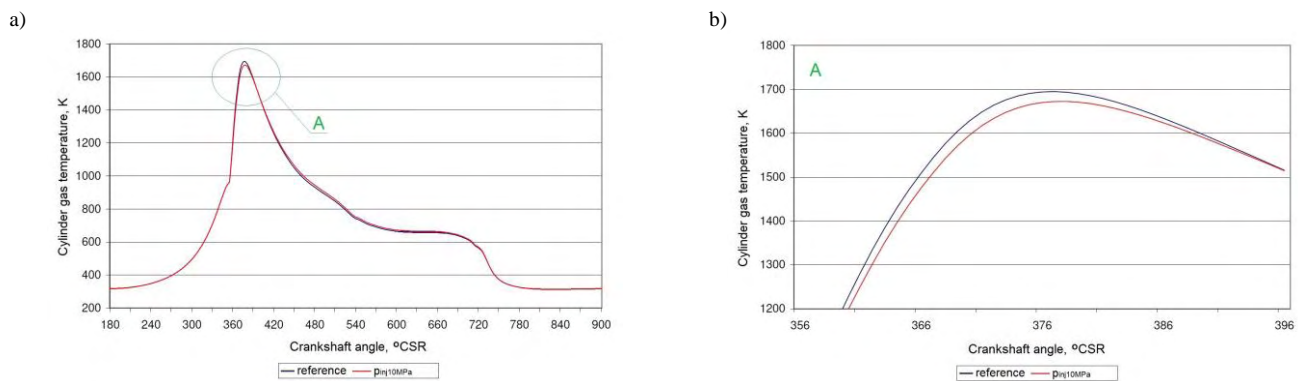 a)
1800
1600
1400
1200
1000
800
600
400
200
Cylinder gas temperature, K
A
180 240 300 360 420 480 540 600 660 720 780 840 900
Crankshaft angle, ºCSR
reference pinj10MPa
b)
1800
1700
1600
1500
1400
1300
1200
Cylinder gas temperature, K
A
356 366 376 386 396
Crankshaft angle, ºCSR
reference pinj10MPa